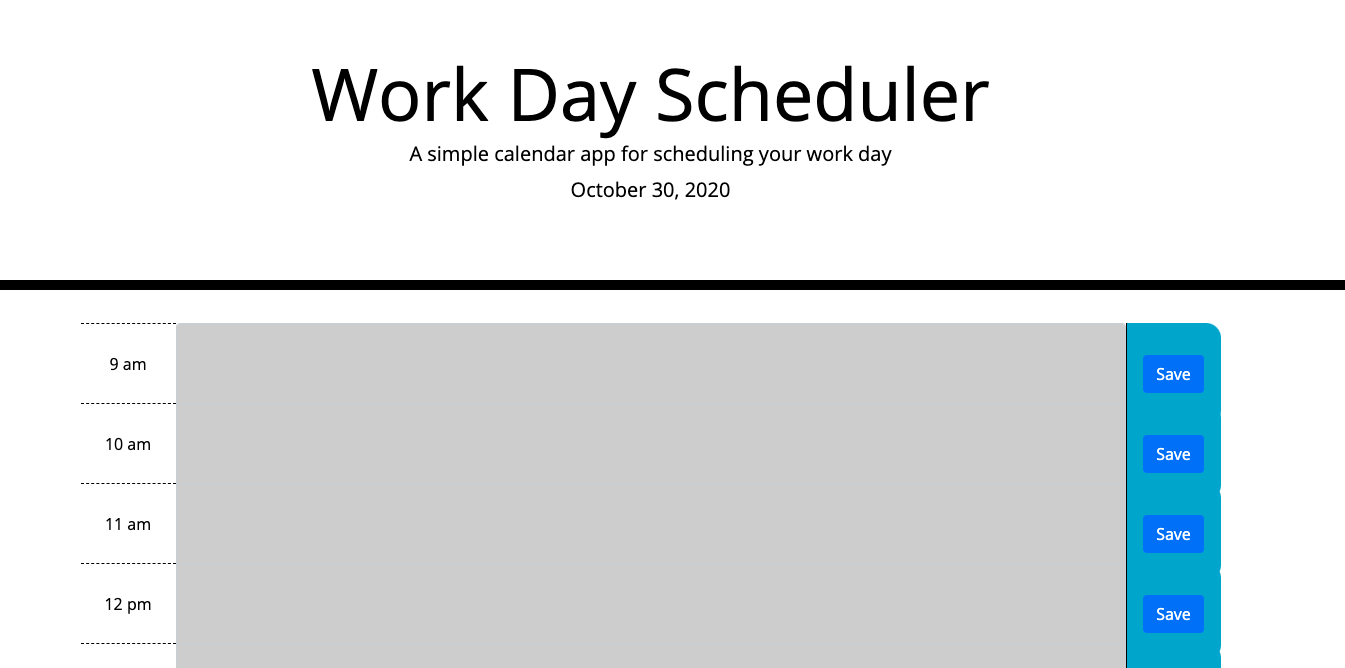 Work Day Scheduler
A simple calendar app for scheduling your work day
October 30, 2020
9 am
Save
10 am
Save
11 am
Save
12 pm
Save